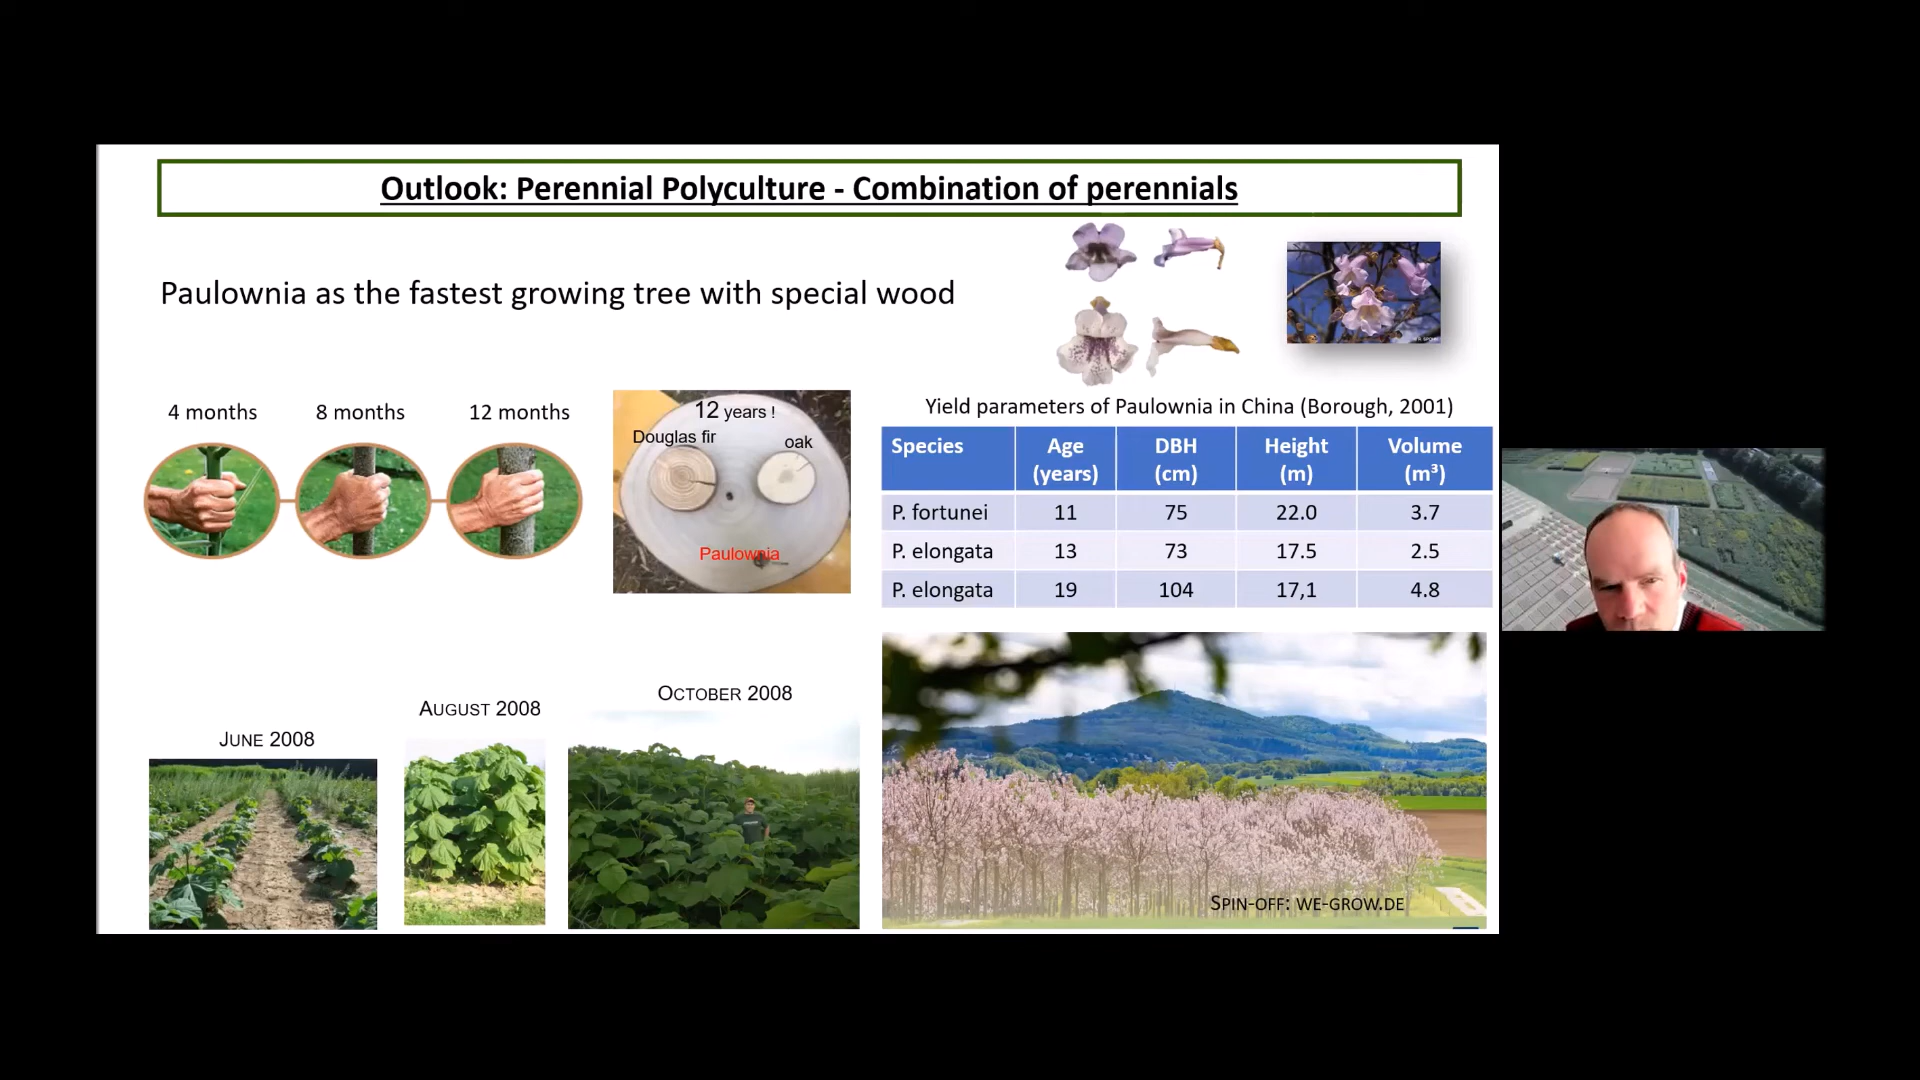 Outlook: Perennial Polyculture - Combination of perennials
Paulownia as the fastest growing tree with special wood
4 months
8 months
12 months
12 years !
Douglas fir
oak
Paulownia
Yield parameters of Paulownia in China (Borough, 2001)
Species Age (years) DBH (cm) Height (m) Volume (m³)
P. fortunei 11 75 22.0 3.7
P. elongata 13 73 17.5 2.5
P. elongata 19 104 17,1 4.8
JUNE 2008
AUGUST 2008
OCTOBER 2008
SPIN-OFF: WE-GROW.DE